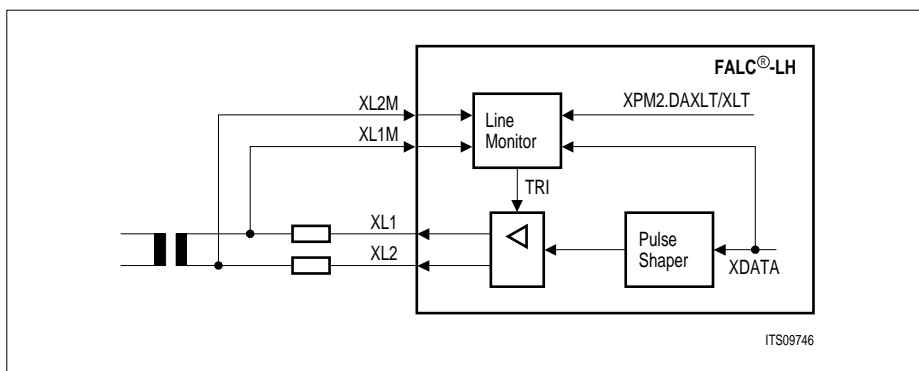 FALC®-LH
XL2M
XPM2.DAXLT/XLT
Line
Monitor
XL1M
TRI
XL1
Pulse
Shaper
XL2
XDATA
ITS09746